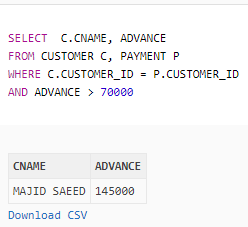 SELECT  C.CNAME, ADVANCE
FROM CUSTOMER C, PAYMENT P
WHERE C.CUSTOMER_ID = P.CUSTOMER_ID
AND ADVANCE > 70000
CNAME ADVANCE
MAJID SAEED 145000
Download CSV